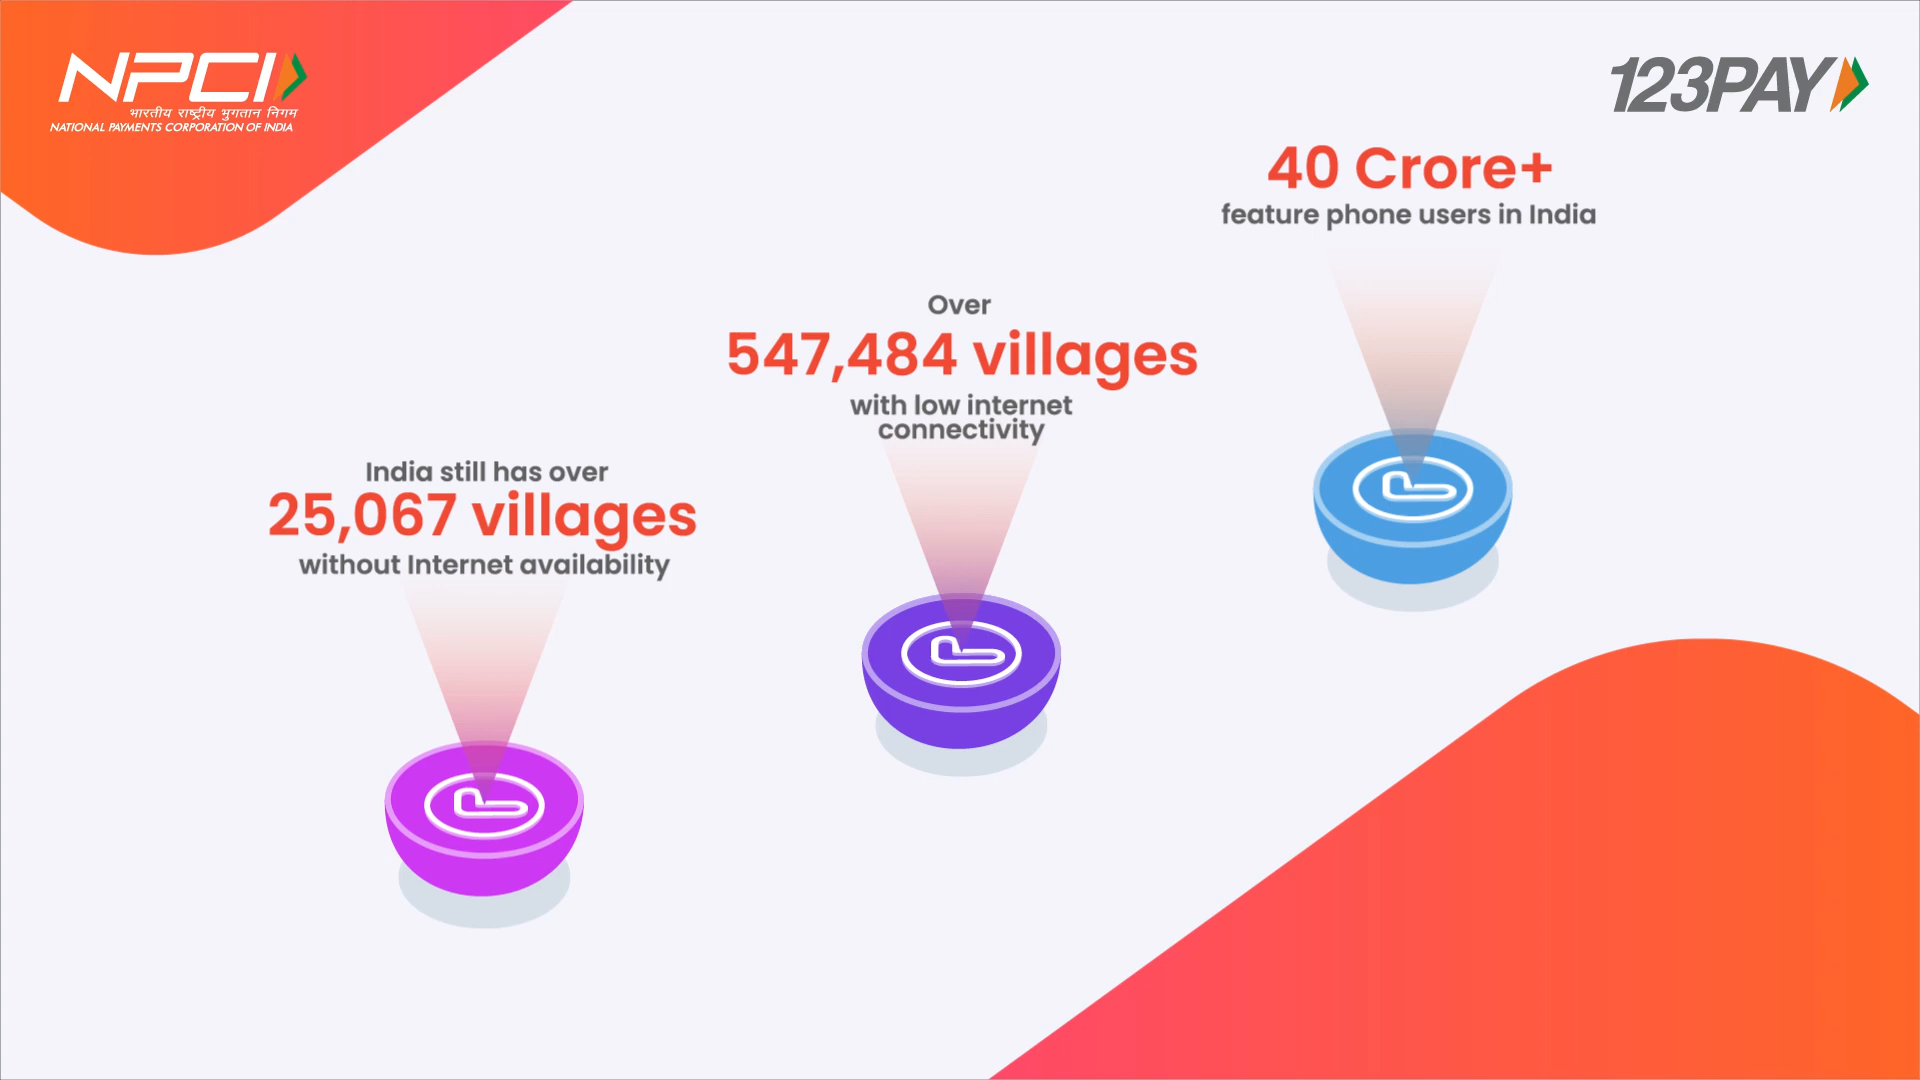 NPCI
भारतीय राष्ट्रीय भुगतान निगम
NATIONAL PAYMENTS CORPORATION OF INDIA
123PAY
40 Crore+
feature phone users in India
Over
547,484 villages
with low internet
connectivity
India still has over
25,067 villages
without Internet availability